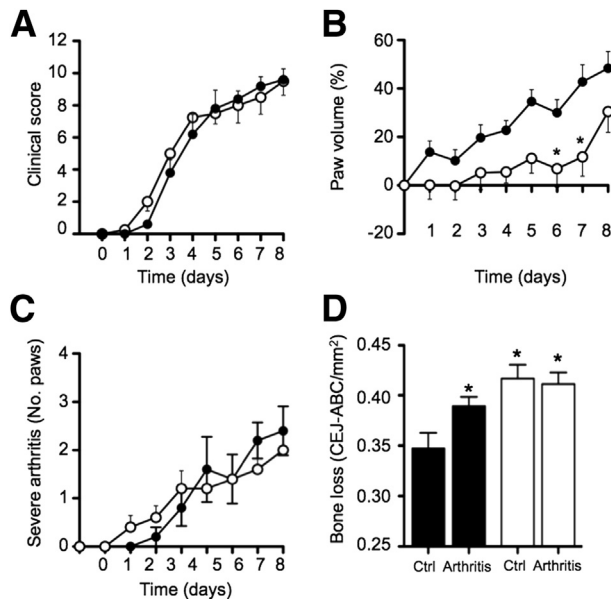 A
Clinical score
12
10
8
6
4
2
0
0 1 2 3 4 5 6 7 8
Time (days)
B
Paw volume (%)
60
40
20
0
-20
* *
1 2 3 4 5 6 7 8
Time (days)
C
Severe arthritis (No. paws)
4
3
2
1
0
0 1 2 3 4 5 6 7 8
Time (days)
D
Bone loss (CEJ-ABC/mm²)
0.45
0.40
0.35
0.30
0.25
* * *
Ctrl Arthritis Ctrl Arthritis